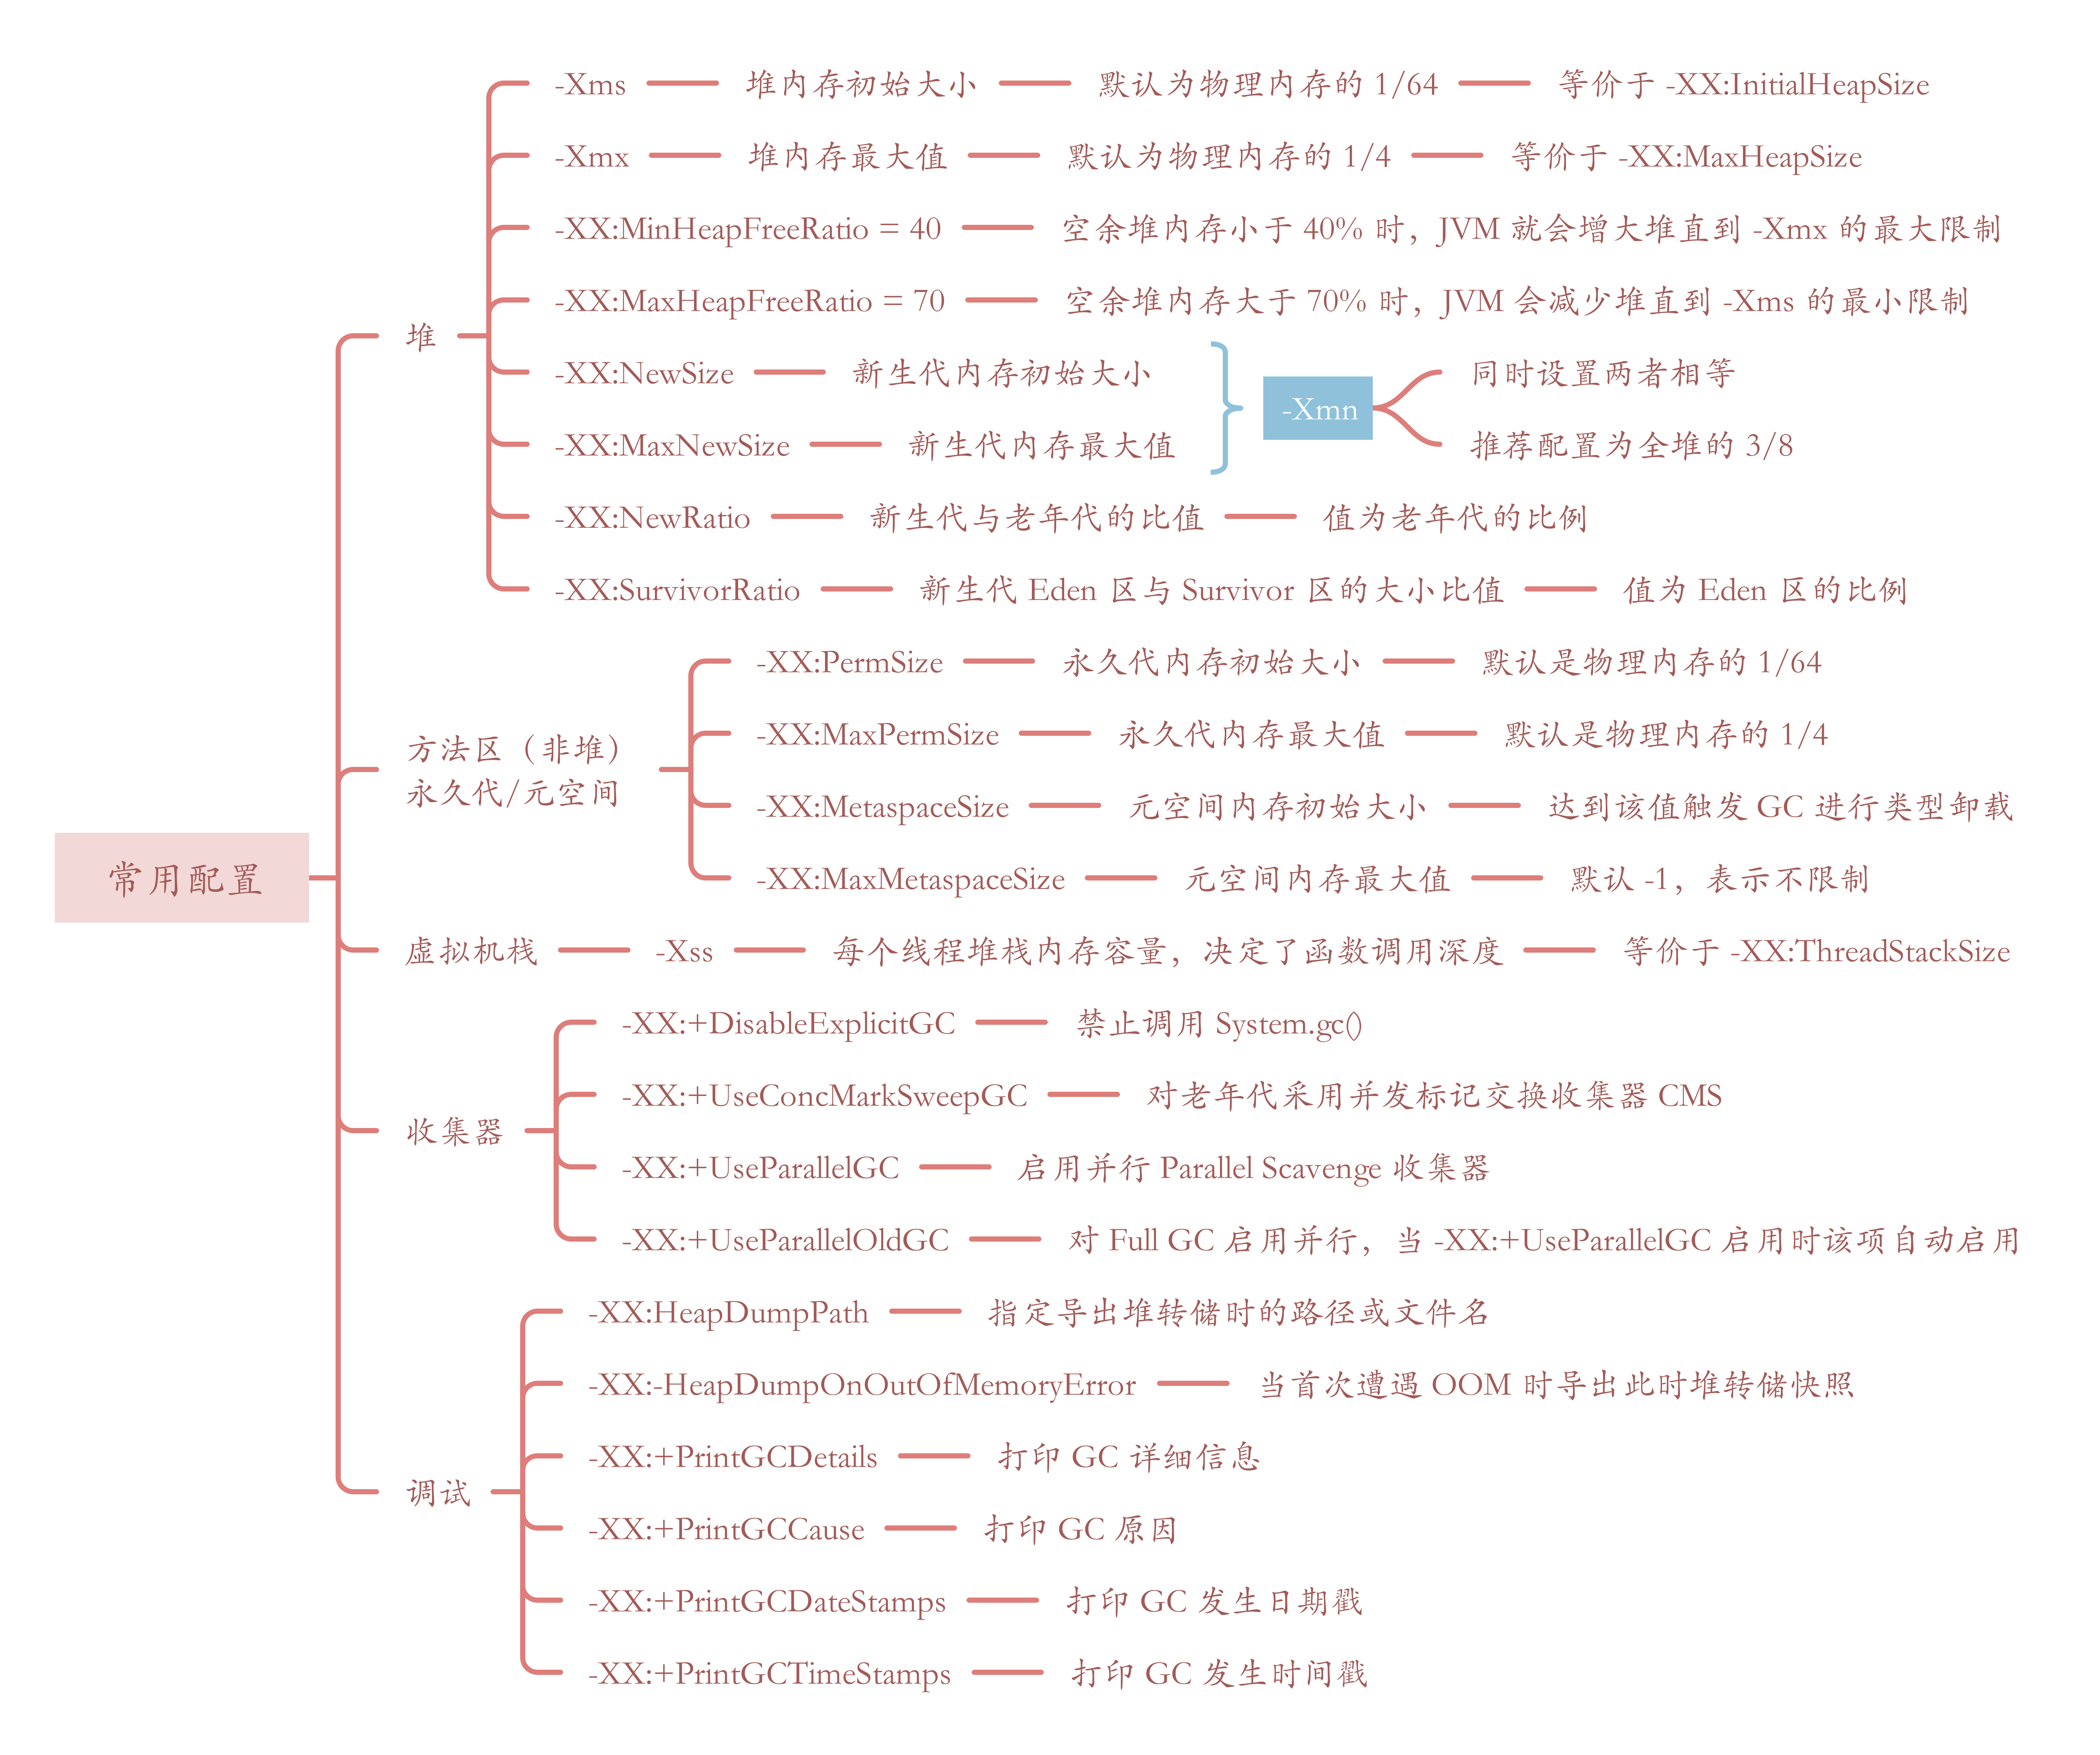 常用配置
堆
-Xms 堆内存初始大小 默认为物理内存的 1/64 等价于 -XX:InitialHeapSize
-Xmx 堆内存最大值 默认为物理内存的 1/4 等价于 -XX:MaxHeapSize
-XX:MinHeapFreeRatio = 40 空余堆内存小于 40% 时，JVM 就会增大堆直到 -Xmx 的最大限制
-XX:MaxHeapFreeRatio = 70 空余堆内存大于 70% 时，JVM 会减少堆直到 -Xms 的最小限制
-XX:NewSize 新生代内存初始大小
-XX:MaxNewSize 新生代内存最大值
-Xmn
同时设置两者相等
推荐配置为全堆的 3/8
-XX:NewRatio 新生代与老年代的比值 值为老年代的比例
-XX:SurvivorRatio 新生代 Eden 区与 Survivor 区的大小比值 值为 Eden 区的比例
方法区（非堆）
永久代/元空间
-XX:PermSize 永久代内存初始大小 默认是物理内存的 1/64
-XX:MaxPermSize 永久代内存最大值 默认是物理内存的 1/4
-XX:MetaspaceSize 元空间内存初始大小 达到该值触发 GC 进行类型卸载
-XX:MaxMetaspaceSize 元空间内存最大值 默认 -1，表示不限制
虚拟机栈 -Xss 每个线程堆栈内存容量，决定了函数调用深度 等价于 -XX:ThreadStackSize
收集器
-XX:+DisableExplicitGC 禁止调用 System.gc()
-XX:+UseConcMarkSweepGC 对老年代采用并发标记交换收集器 CMS
-XX:+UseParallelGC 启用并行 Parallel Scavenge 收集器
-XX:+UseParallelOldGC 对 Full GC 启用并行，当 -XX:+UseParallelGC 启用时该项自动启用
调试
-XX:HeapDumpPath 指定导出堆转储时的路径或文件名
-XX:-HeapDumpOnOutOfMemoryError 当首次遭遇 OOM 时导出此时堆转储快照
-XX:+PrintGCDetails 打印 GC 详细信息
-XX:+PrintGCCause 打印 GC 原因
-XX:+PrintGCDateStamps 打印 GC 发生日期戳
-XX:+PrintGCTimeStamps 打印 GC 发生时间戳